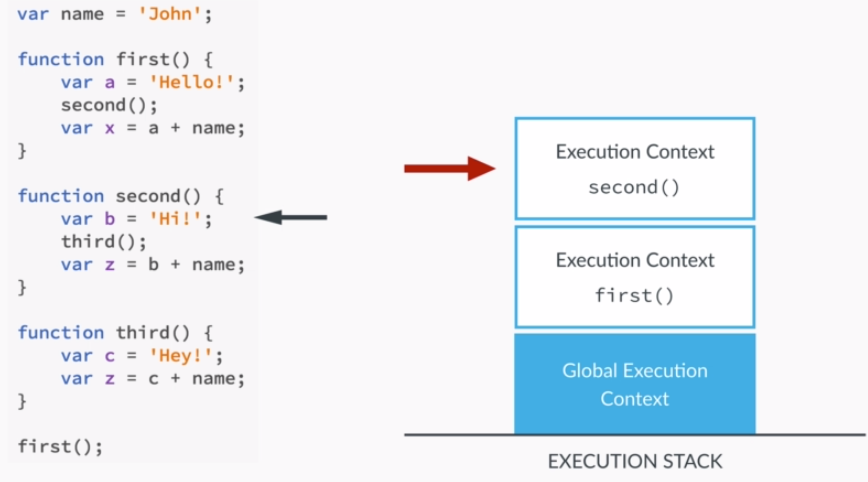 var name = 'John';
function first() {
    var a = 'Hello!';
    second();
    var x = a + name;
}
function second() {
    var b = 'Hi!';
    third();
    var z = b + name;
}
function third() {
    var c = 'Hey!';
    var z = c + name;
}
first();
Execution Context
second()
Execution Context
first()
Global Execution
Context
EXECUTION STACK